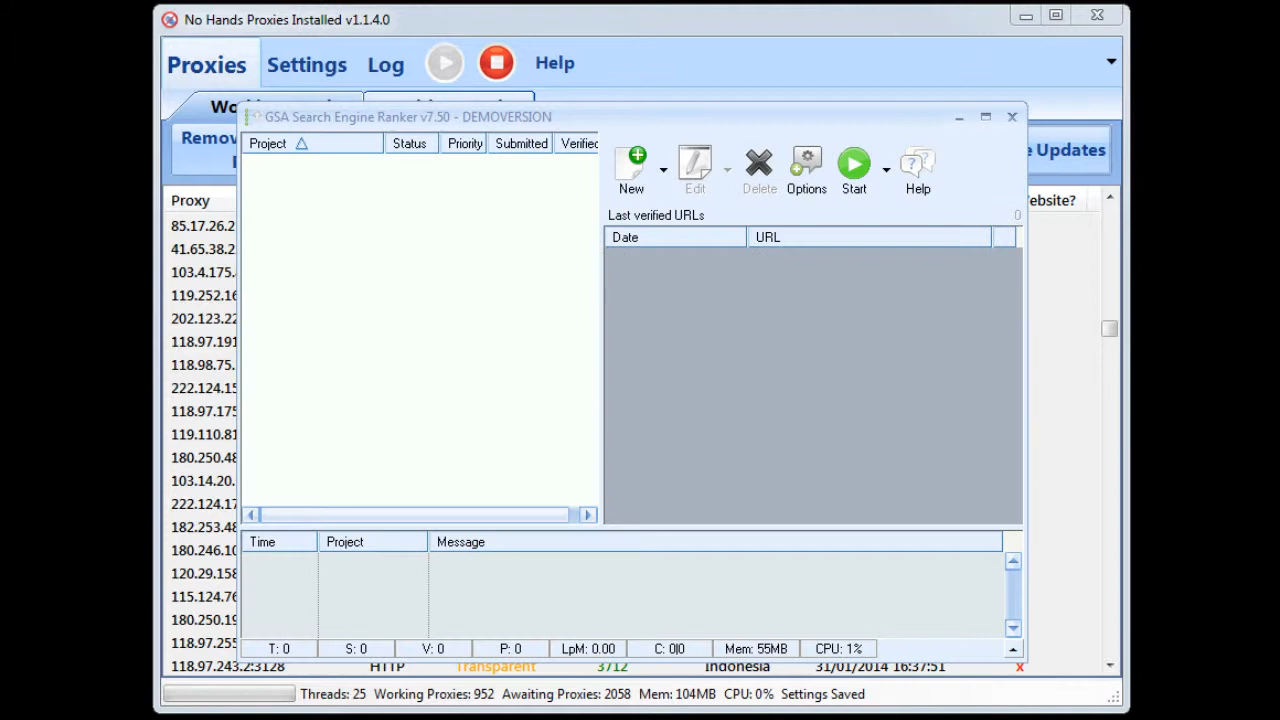 No Hands Proxies Installed v1.1.4.0
Proxies Settings Log Help
GSA Search Engine Ranker v7.50 - DEMOVERSION
Updates
Project Status Priority Submitted Verified
New Edit Delete Options Start Help
Last verified URLs 0
Date URL
Proxy
85.17.26.2
41.65.38.2
103.4.175.
119.252.16
202.123.22
118.97.191
118.98.75.
222.124.15
118.97.175
119.110.81
180.250.48
103.14.20.
222.124.17
182.253.48
180.246.10
120.29.158
115.124.76
180.250.19
118.97.255
Time Project Message
T: 0 S: 0 V: 0 P: 0 LpM: 0.00 C: 0|0 Mem: 55MB CPU: 1%
118.97.243.2:3128 HTTP Transparent 3712 Indonesia 31/01/2014 16:37:51 x
Threads: 25 Working Proxies: 952 Awaiting Proxies: 2058 Mem: 104MB CPU: 0% Settings Saved